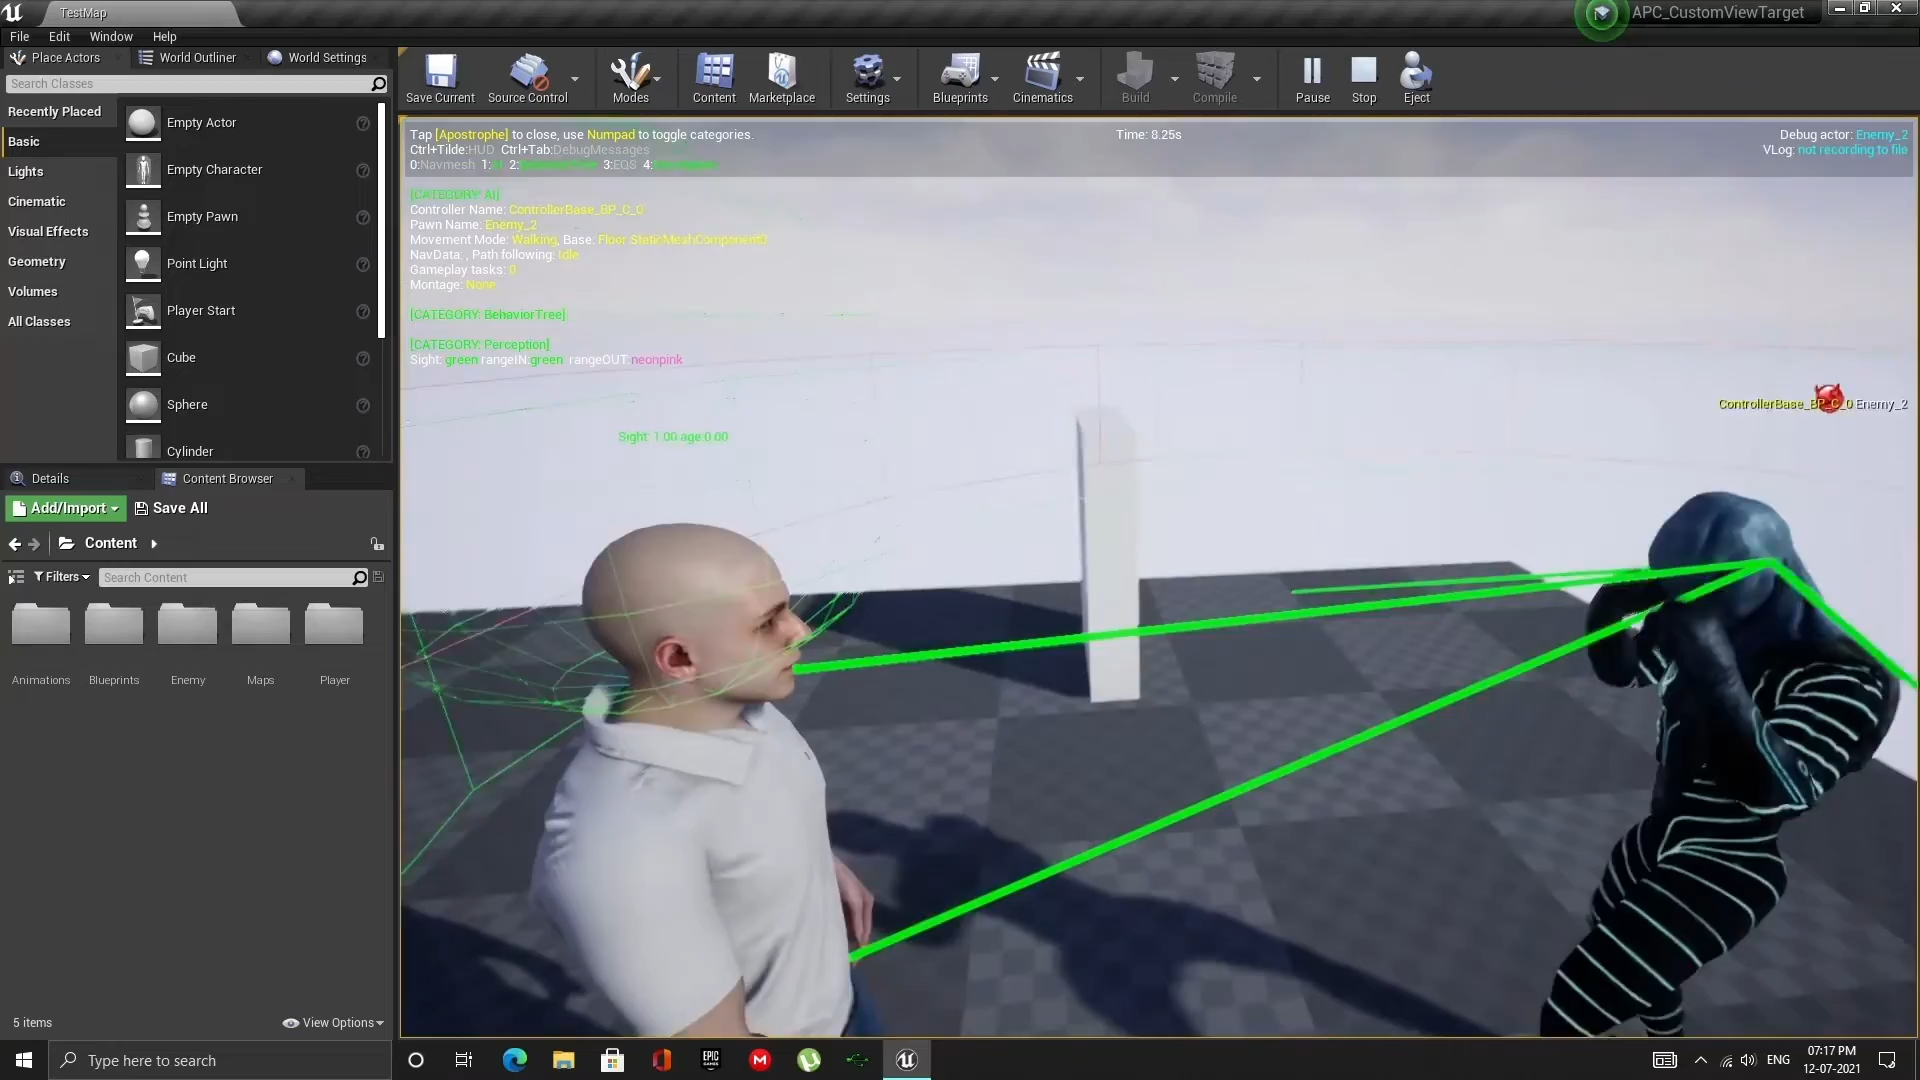 TestMap
APC_CustomViewTarget
File Edit Window Help
Place Actors World Outliner World Settings
Search Classes
Recently Placed
Basic
Lights
Cinematic
Visual Effects
Geometry
Volumes
All Classes
Empty Actor
Empty Character
Empty Pawn
Point Light
Player Start
Cube
Sphere
Cylinder
Save Current Source Control Modes Content Marketplace Settings Blueprints Cinematics Build Compile Pause Stop Eject
Tap [Apostrophe] to close, use Numpad to toggle categories.
Ctrl+Tilde:HUD Ctrl+Tab:DebugMessages
0:Navmesh 1:AI 2:BehaviorTree 3:EQS 4:Perception
Time: 8.25s
Debug actor: Enemy_2
VLog: not recording to file
[CATEGORY: AI]
Controller Name: ControllerBase_BP_C_0
Pawn Name: Enemy_2
Movement Mode: Walking, Base: Floor.StaticMeshComponent0
NavData: , Path following: Idle
Gameplay tasks: 0
Montage: None
[CATEGORY: BehaviorTree]
[CATEGORY: Perception]
Sight: green rangeIN:green rangeOUT:neonpink
Sight: 1.00 age:0.00
ControllerBase_BP_C_0 Enemy_2
Details Content Browser
Add/Import Save All
Content
Filters Search Content
Animations Blueprints Enemy Maps Player
5 items View Options
Type here to search
EPIC GAMES
ENG
07:17 PM
12-07-2021